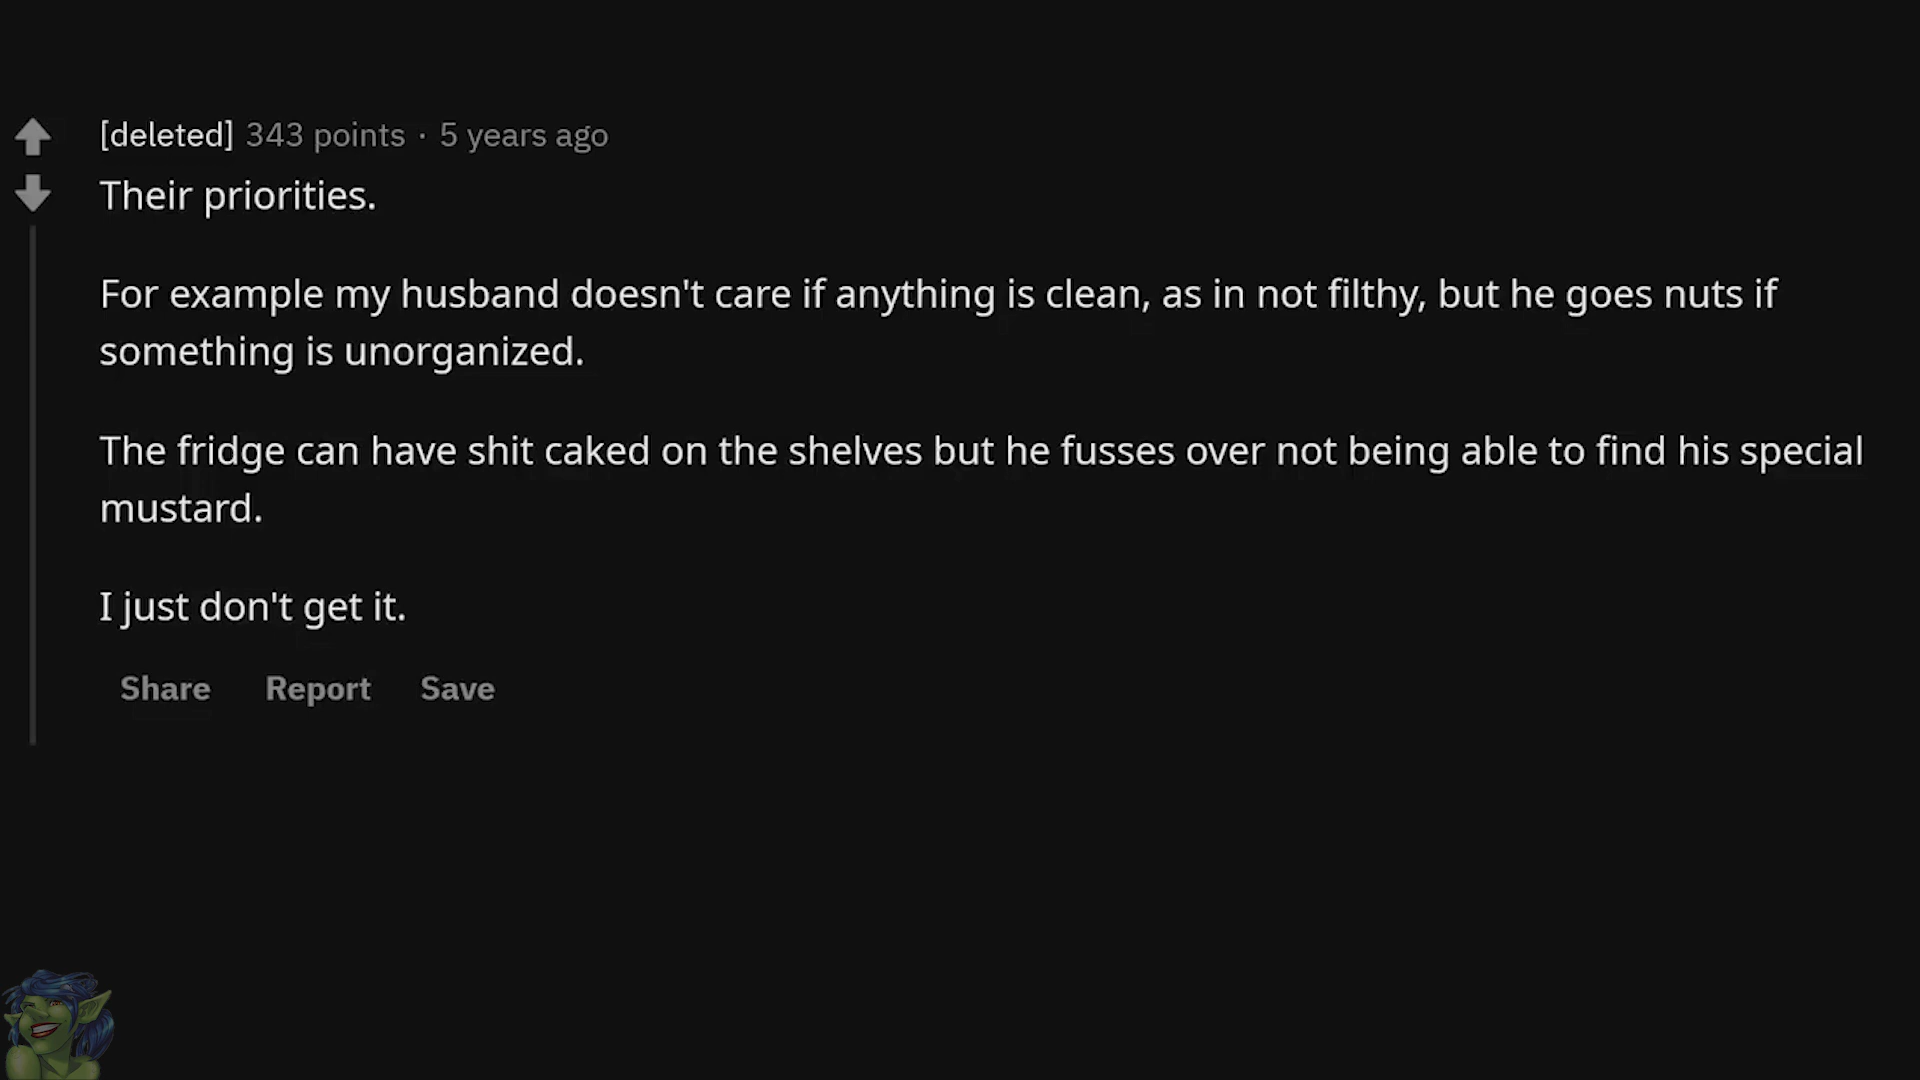 [deleted] 343 points · 5 years ago
Their priorities.
For example my husband doesn't care if anything is clean, as in not filthy, but he goes nuts if
something is unorganized.
The fridge can have shit caked on the shelves but he fusses over not being able to find his special
mustard.
I just don't get it.
Share Report Save